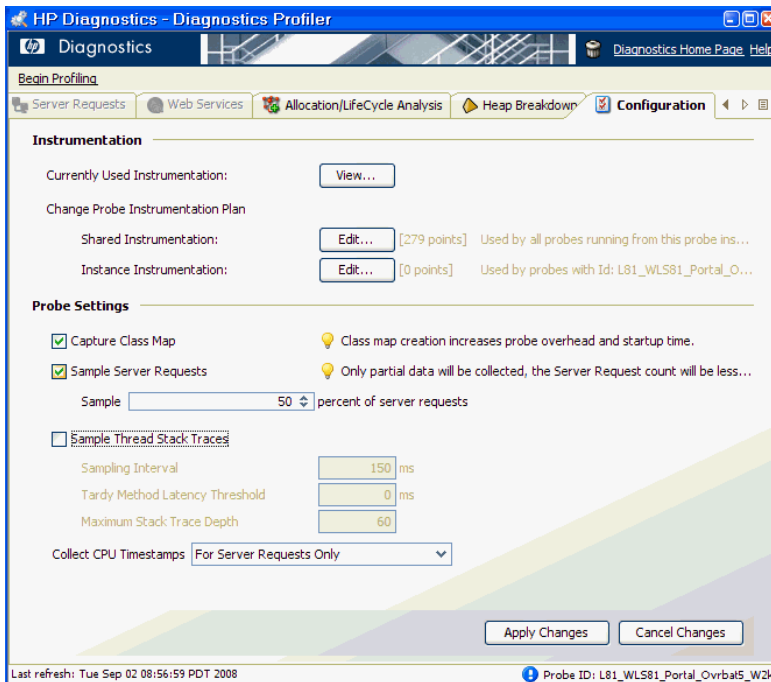 HP Diagnostics - Diagnostics Profiler
hp Diagnostics Diagnostics Home Page Help
Begin Profiling
Server Requests Web Services Allocation/LifeCycle Analysis Heap Breakdown Configuration
Instrumentation
Currently Used Instrumentation: View...
Change Probe Instrumentation Plan
Shared Instrumentation: Edit... [279 points] Used by all probes running from this probe ins...
Instance Instrumentation: Edit... [0 points] Used by probes with Id: L81_WLS81_Portal_O...
Probe Settings
Capture Class Map Class map creation increases probe overhead and startup time.
Sample Server Requests Only partial data will be collected, the Server Request count will be less...
Sample 50 percent of server requests
Sample Thread Stack Traces
Sampling Interval 150 ms
Tardy Method Latency Threshold 0 ms
Maximum Stack Trace Depth 60
Collect CPU Timestamps For Server Requests Only
Apply Changes Cancel Changes
Last refresh: Tue Sep 02 08:56:59 PDT 2008 Probe ID: L81_WLS81_Portal_Ovrbat5_W2k